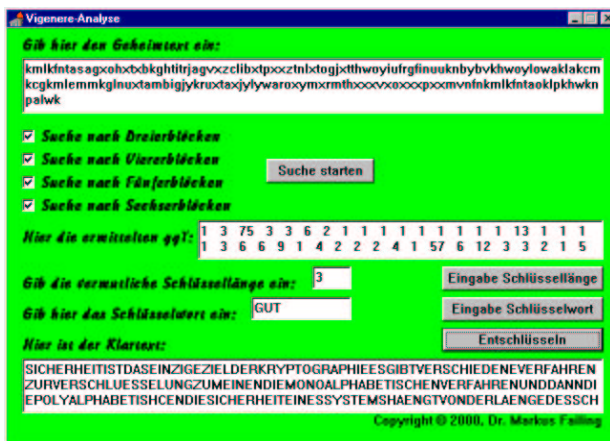 Vigenere-Analyse
Gib hier den Geheimtext ein:
kmlkfntasagxohxtxbkghtitrjagvxzclibxtpxxztnlxtogjxtthwoyiufrgfinuuknbybvkhwoylowaklakcm
kcgkmlemmkglnuxtambigjykruxtaxjylywaroxymxrmthxxxvxoxxxpxxmvnfnkmlkfntaoklpkhwkn
palwk
Suche nach Dreierblöcken
Suche nach Viererblöcken
Suche nach Fünferblöcken
Suche nach Sechserblöcken
Suche starten
Hier die ermittelten ggT:
1 3 75 3 3 6 2 1 1 1 1 1 1 1 13 1 1 1
1 3 6 6 9 1 4 2 2 2 4 1 57 6 12 3 3 2 1 5
Gib die vermutliche Schlüssellänge ein: 3
Eingabe Schlüssellänge
Gib hier das Schlüsselwort ein: GUT
Eingabe Schlüsselwort
Hier ist der Klartext:
Entschlüsseln
SICHERHEITISTDASEINZIGEZIELDERKRYPTOGRAPHIEESGIBTVERSCHIEDENEVERFAHREN
ZURVERSCHLUESSELUNGZUMEINENDIEMONOALPHABETISCHENVERFAHRENUNDDANNDI
EPOLYALPHABETISHCENDIESICHERHEITEINESSYSTEMSHAENGTVONDERLAENGEDESSCH
Copyright © 2000, Dr. Markus Failing